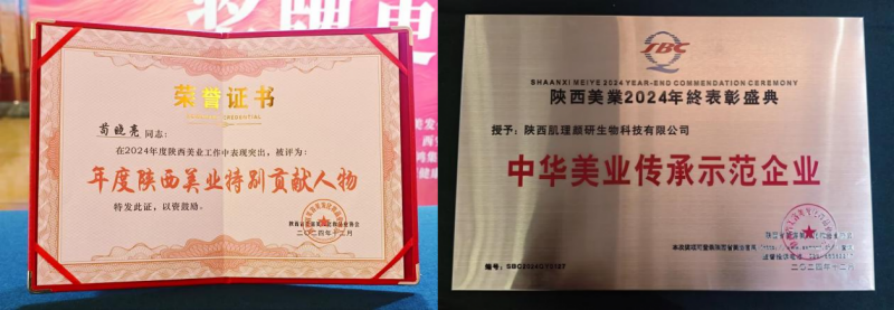 荣誉证书
苟晓亮 同志：
在2024年度陕西美业工作中表现突出，被评为：
年度陕西美业特别贡献人物
特发此证，以资鼓励。
二〇二四年十二月
TBC
SHAANXI MEIYE 2024 YEAR-END COMMENDATION CEREMONY
陕西美業2024年終表彰盛典
授予：陕西肌理颜研生物科技有限公司
中华美业传承示范企业
编号：
二〇二四年十二月